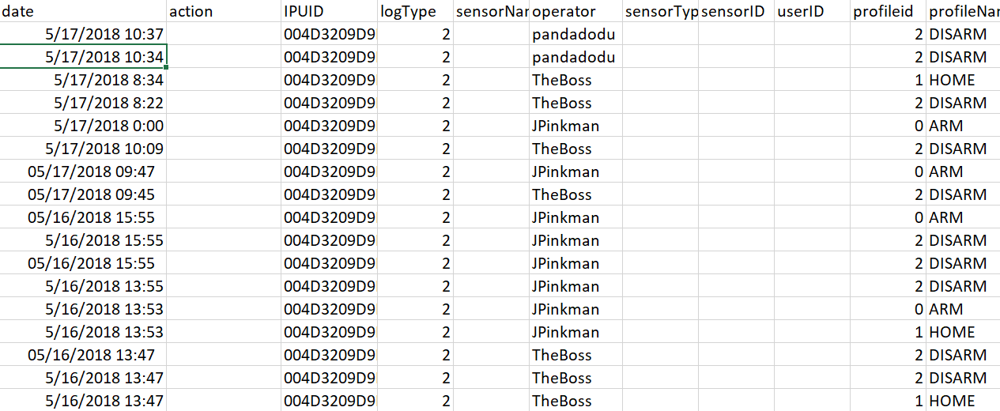 date action IPUID logType sensorNar operator sensorTyp sensorID userID profileid profileNar
5/17/2018 10:37 004D3209D9 2 pandadodu 2 DISARM
5/17/2018 10:34 004D3209D9 2 pandadodu 2 DISARM
5/17/2018 8:34 004D3209D9 2 TheBoss 1 HOME
5/17/2018 8:22 004D3209D9 2 TheBoss 2 DISARM
5/17/2018 0:00 004D3209D9 2 JPinkman 0 ARM
5/17/2018 10:09 004D3209D9 2 TheBoss 2 DISARM
05/17/2018 09:47 004D3209D9 2 JPinkman 0 ARM
05/17/2018 09:45 004D3209D9 2 TheBoss 2 DISARM
05/16/2018 15:55 004D3209D9 2 JPinkman 0 ARM
5/16/2018 15:55 004D3209D9 2 JPinkman 2 DISARM
05/16/2018 15:55 004D3209D9 2 JPinkman 2 DISARM
5/16/2018 13:55 004D3209D9 2 JPinkman 2 DISARM
5/16/2018 13:53 004D3209D9 2 JPinkman 0 ARM
5/16/2018 13:53 004D3209D9 2 JPinkman 1 HOME
05/16/2018 13:47 004D3209D9 2 TheBoss 2 DISARM
5/16/2018 13:47 004D3209D9 2 TheBoss 2 DISARM
5/16/2018 13:47 004D3209D9 2 TheBoss 1 HOME